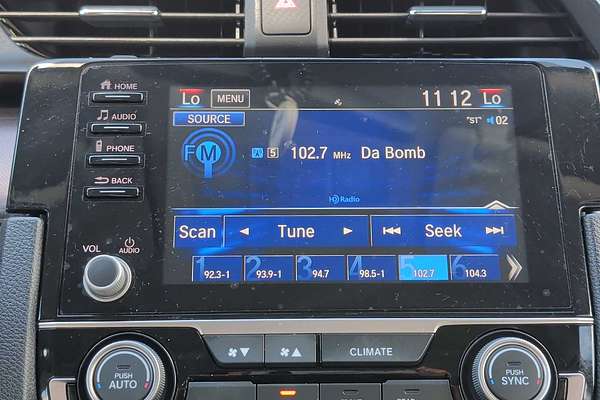 HOME
AUDIO
PHONE
BACK
VOL AUDIO
Lo MENU 11 12 Lo
SOURCE "ST" 02
FM 5 102.7 MHz Da Bomb
HD Radio
Scan Tune Seek
1 2 3 4 5 6
92.3-1 93.9-1 94.7 98.5-1 102.7 104.3
CLIMATE
PUSH AUTO
PUSH SYNC